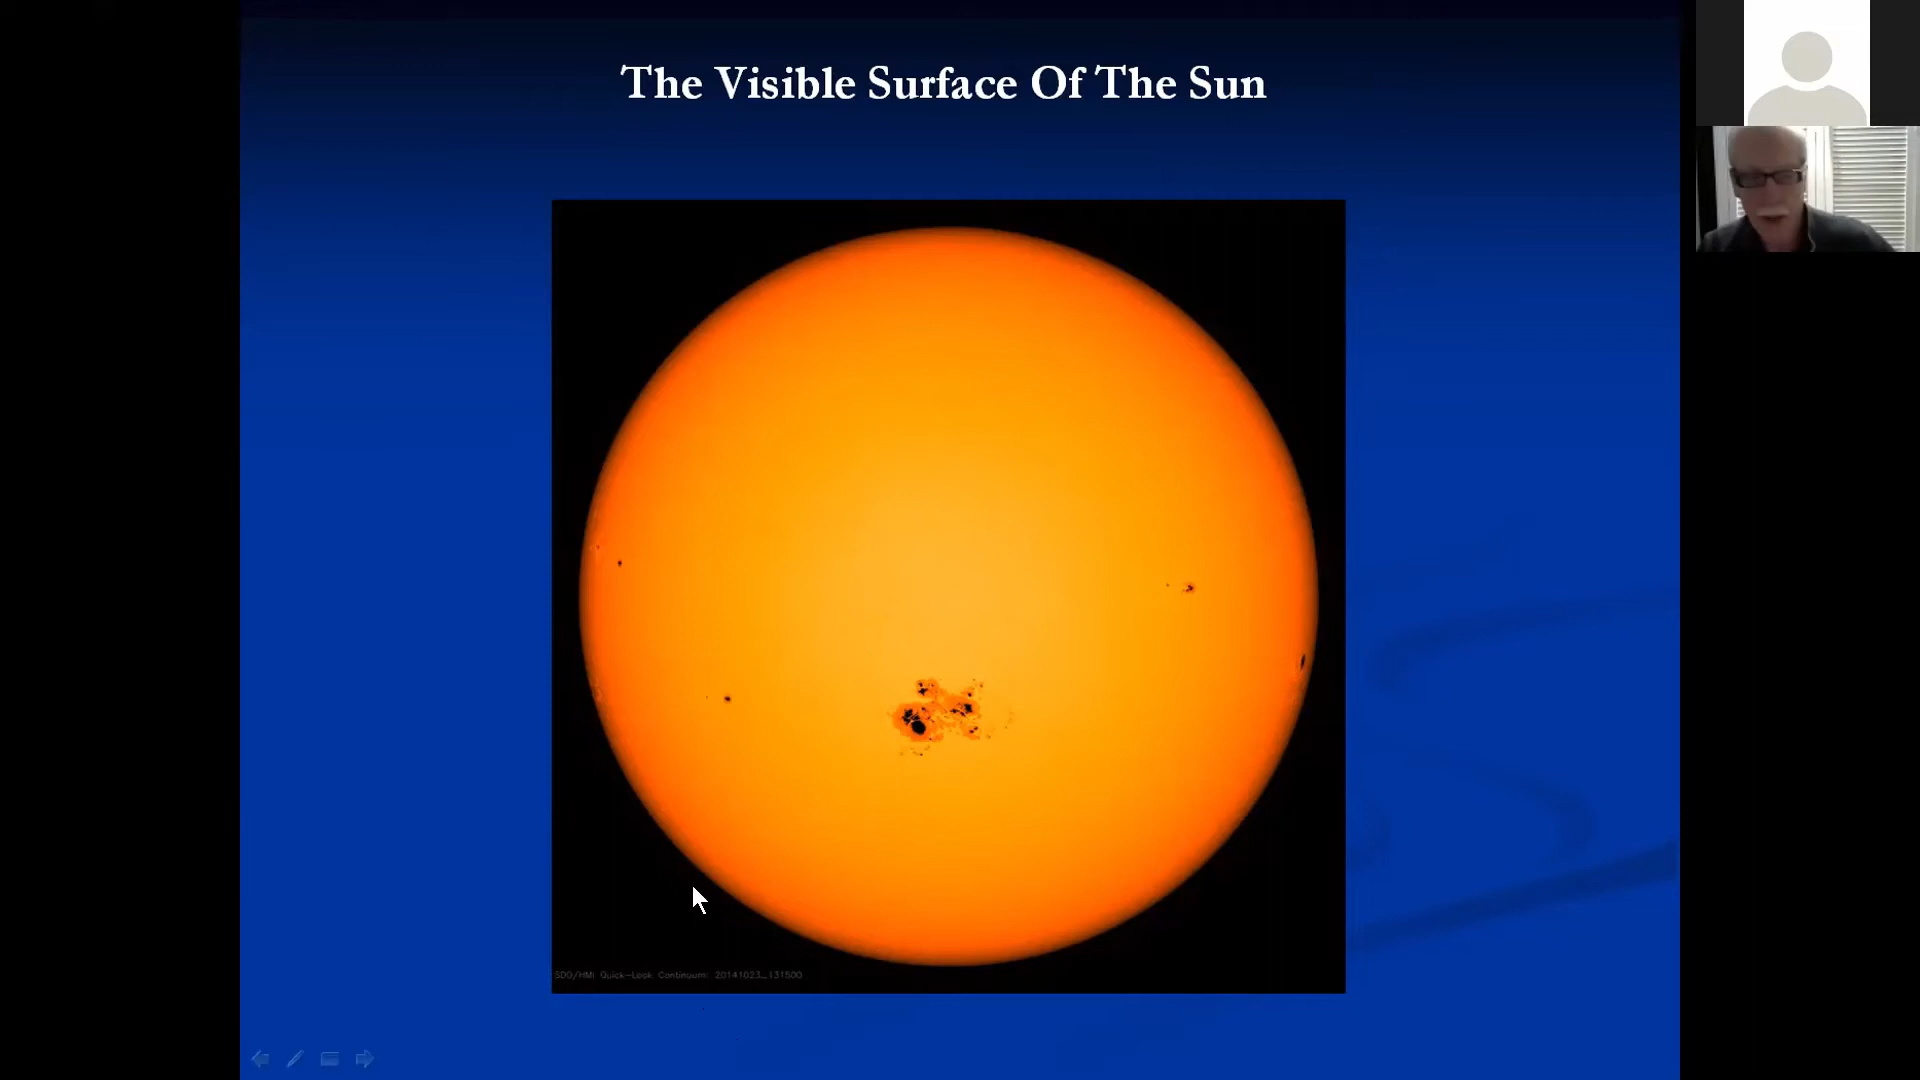 The Visible Surface Of The Sun
SDO/HMI Quick-Look Continuum: 20141023_131500